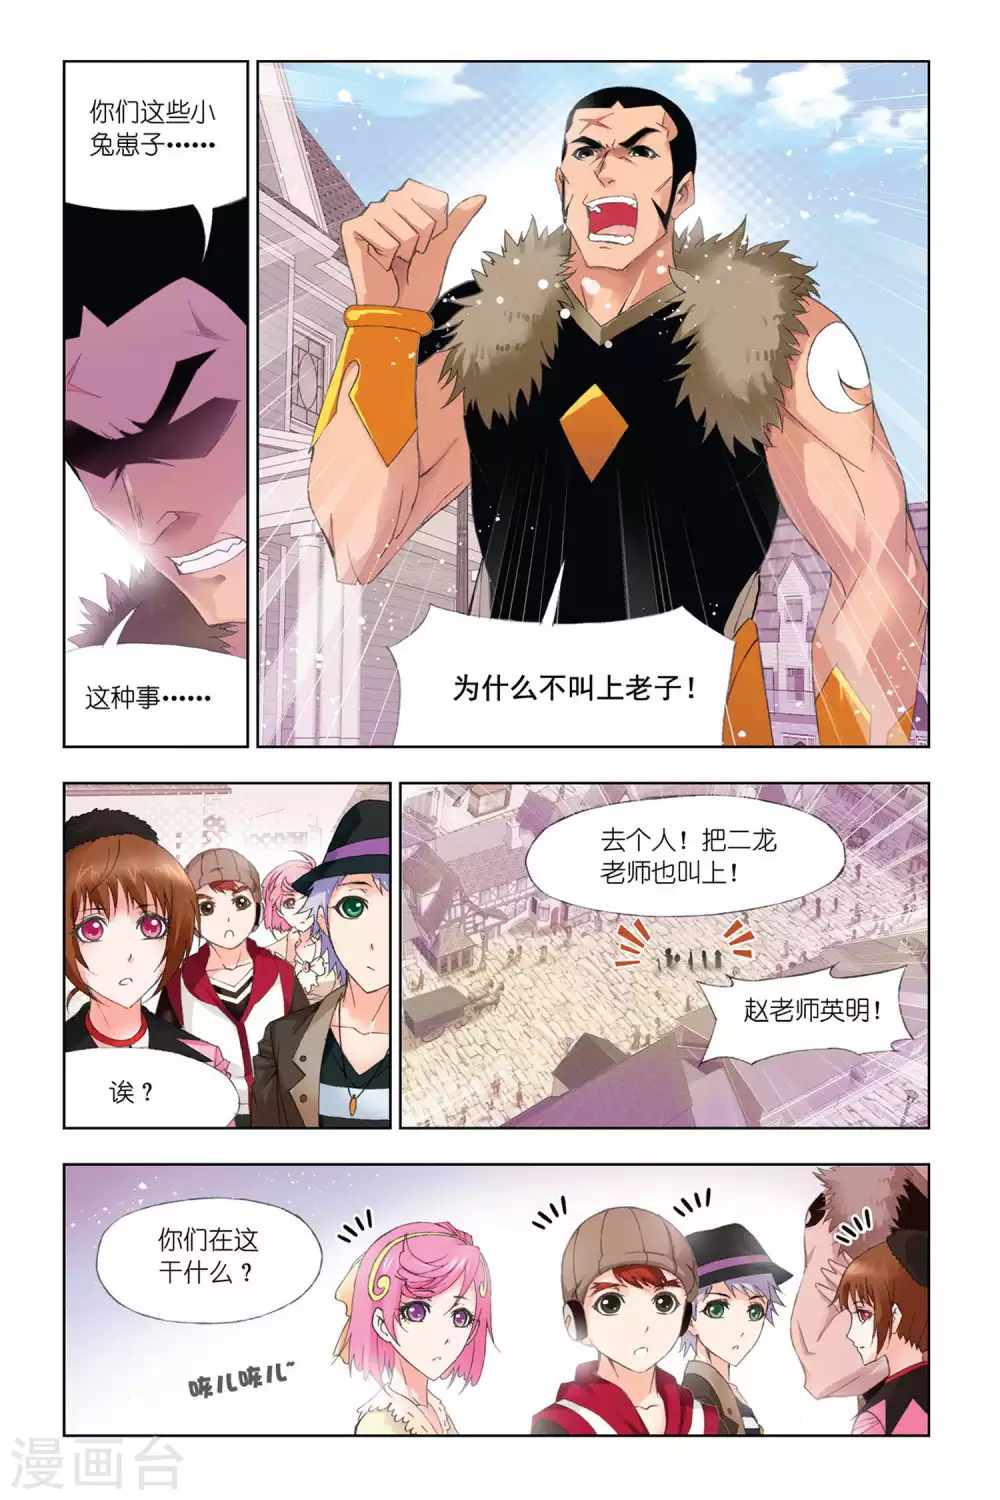 你们这些小
兔崽子……
这种事……
为什么不叫上老子！
诶？
去个人！把二龙
老师也叫上！
赵老师英明！
你们在这
干什么？
咴儿咴儿~
漫画台